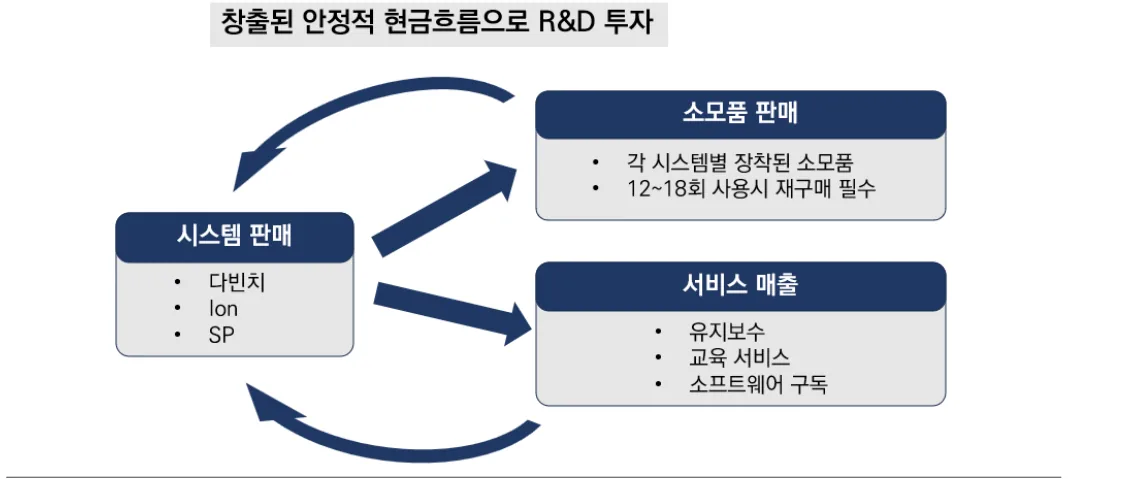 창출된 안정적 현금흐름으로 R&D 투자
소모품 판매
• 각 시스템별 장착된 소모품
• 12~18회 사용시 재구매 필수
시스템 판매
• 다빈치
• Ion
• SP
서비스 매출
• 유지보수
• 교육 서비스
• 소프트웨어 구독